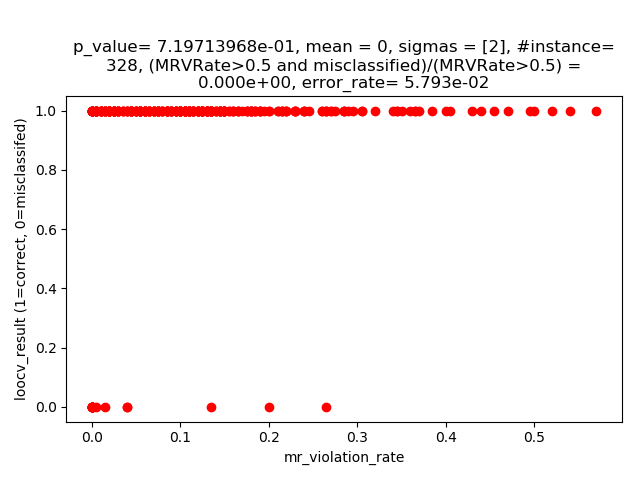 p_value= 7.19713968e-01, mean = 0, sigmas = [2], #instance=
328, (MRVRate>0.5 and misclassified)/(MRVRate>0.5) =
0.000e+00, error_rate= 5.793e-02
loocv_result (1=correct, 0=misclassifed)
1.0
0.8
0.6
0.4
0.2
0.0
0.0 0.1 0.2 0.3 0.4 0.5
mr_violation_rate